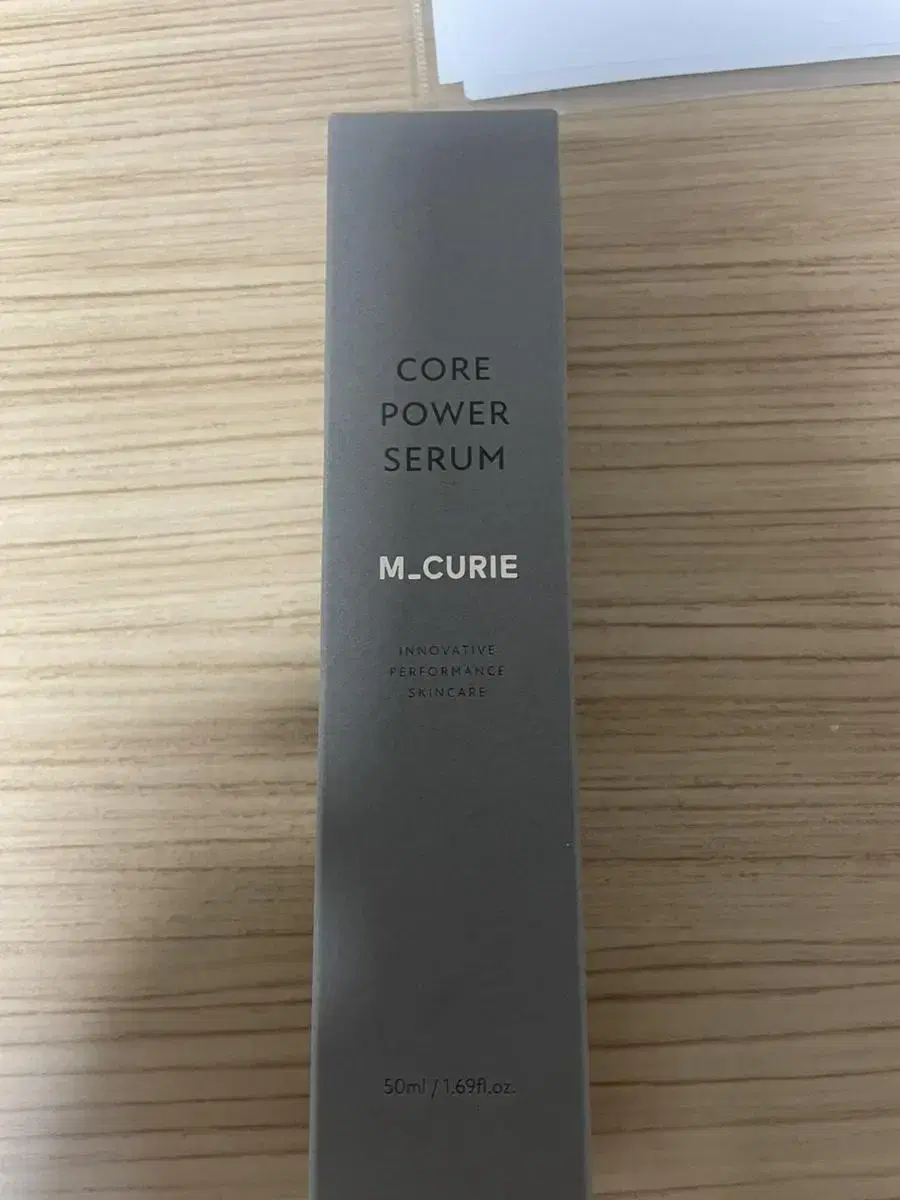 CORE
POWER
SERUM
M_CURIE
INNOVATIVE
PERFORMANCE
SKINCARE
50ml / 1.69fl.oz.